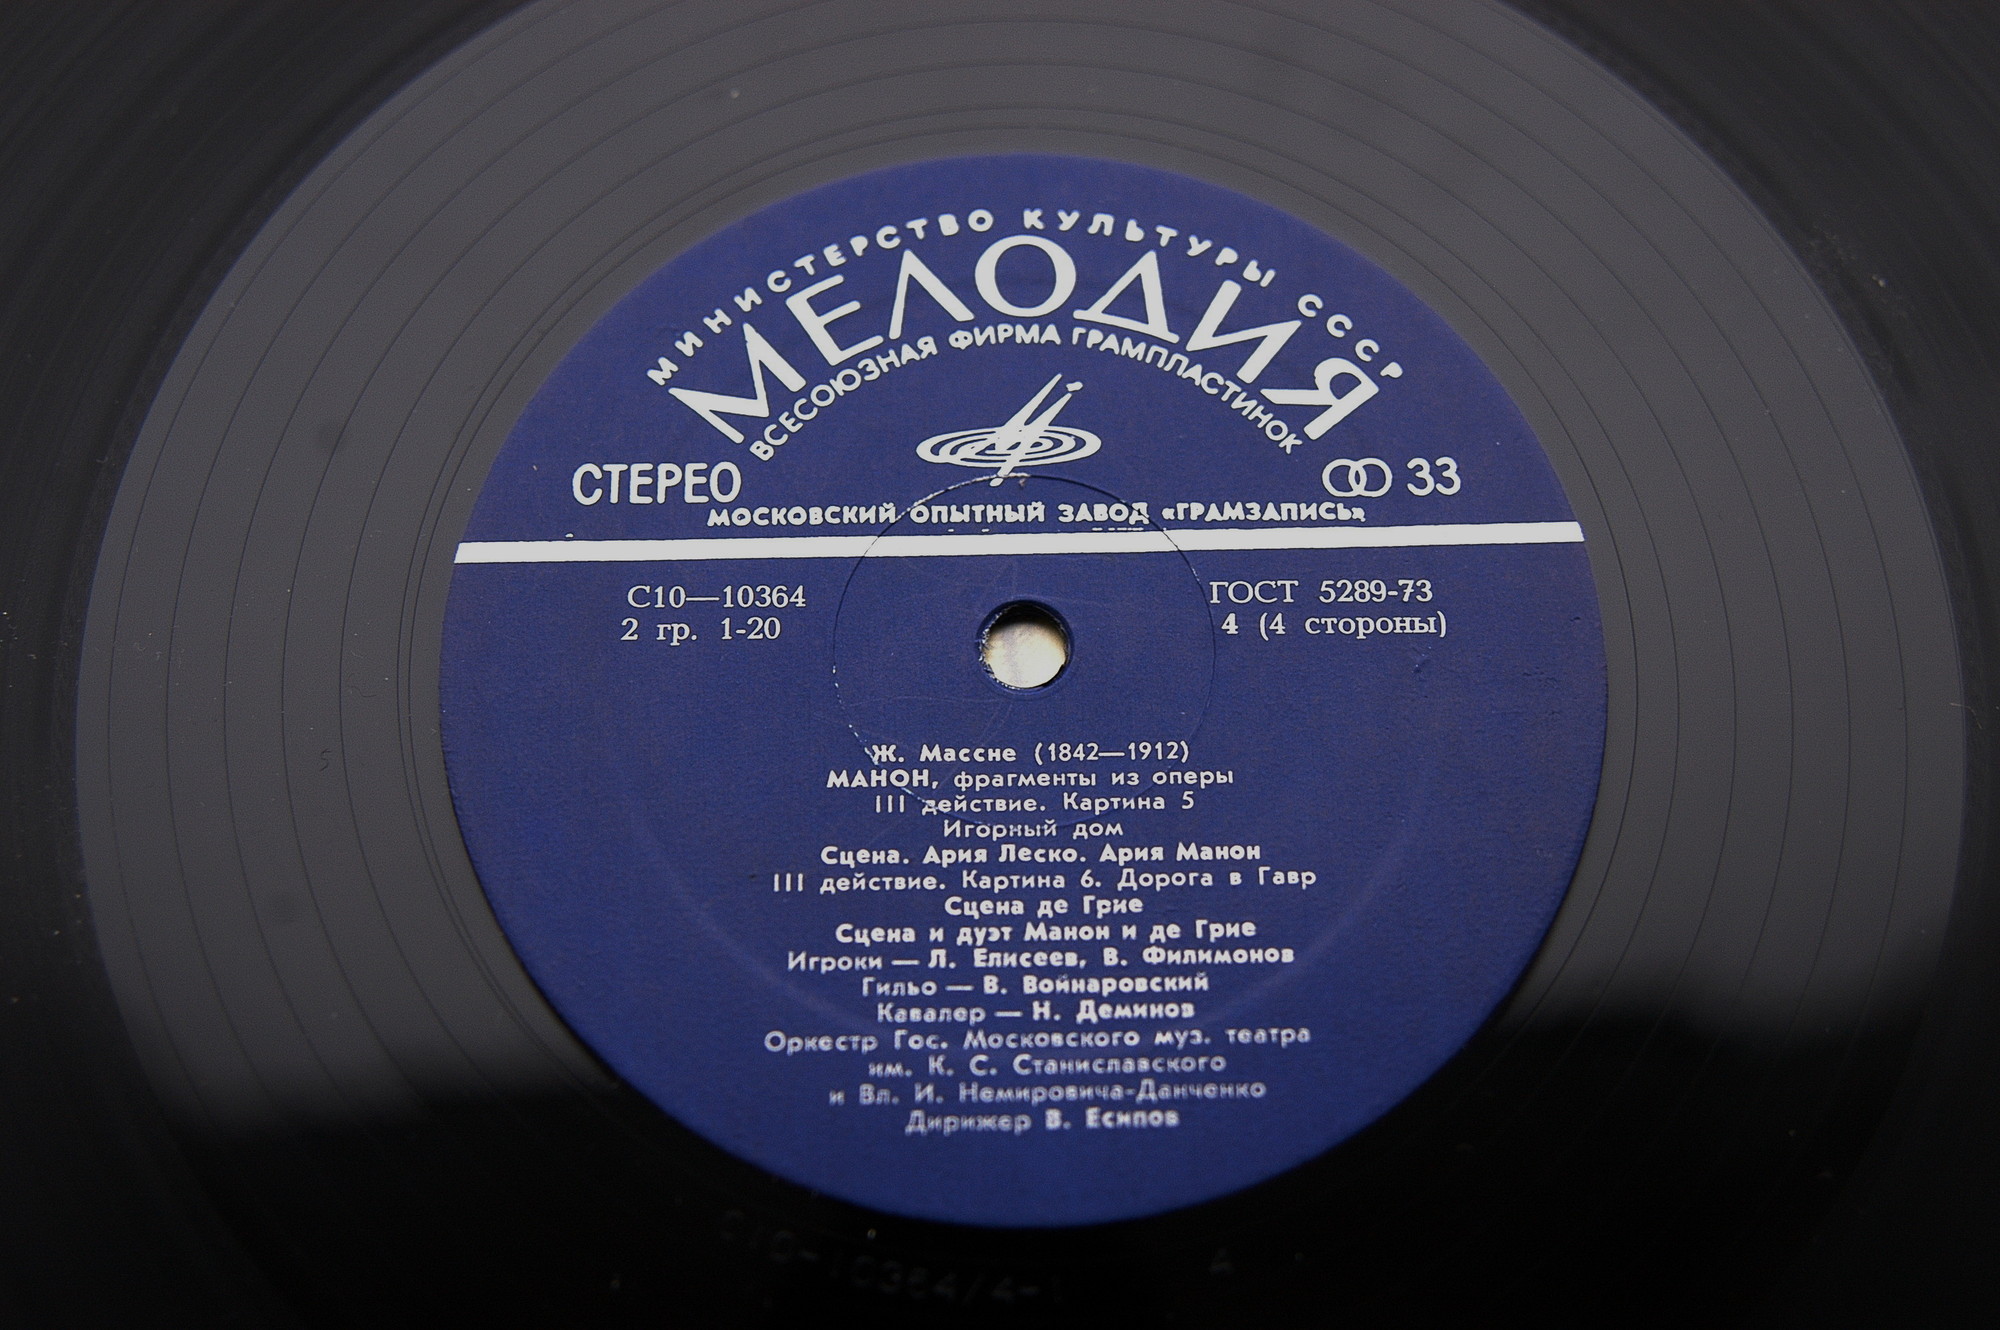 МИНИСТЕРСТВО КУЛЬТУРЫ СССР
МЕЛОДИЯ
ВСЕСОЮЗНАЯ ФИРМА ГРАМПЛАСТИНОК
СТЕРЕО 33
МОСКОВСКИЙ ОПЫТНЫЙ ЗАВОД «ГРАМЗАПИСЬ»
С10—10364 ГОСТ 5289-73
2 гр. 1-20 4 (4 стороны)
Ж. Массне (1842—1912)
МАНОН, фрагменты из оперы
III действие. Картина 5
Игорный дом
Сцена. Ария Леско. Ария Манон
III действие. Картина 6. Дорога в Гавр
Сцена де Грие
Сцена и дуэт Манон и де Грие
Игроки — Л. Елисеев, В. Филимонов
Гильо — В. Войнаровский
Кавалер — Н. Деминов
Оркестр Гос. Московского муз. театра
им. К. С. Станиславского
и Вл. И. Немировича-Данченко
Дирижер В. Есипов